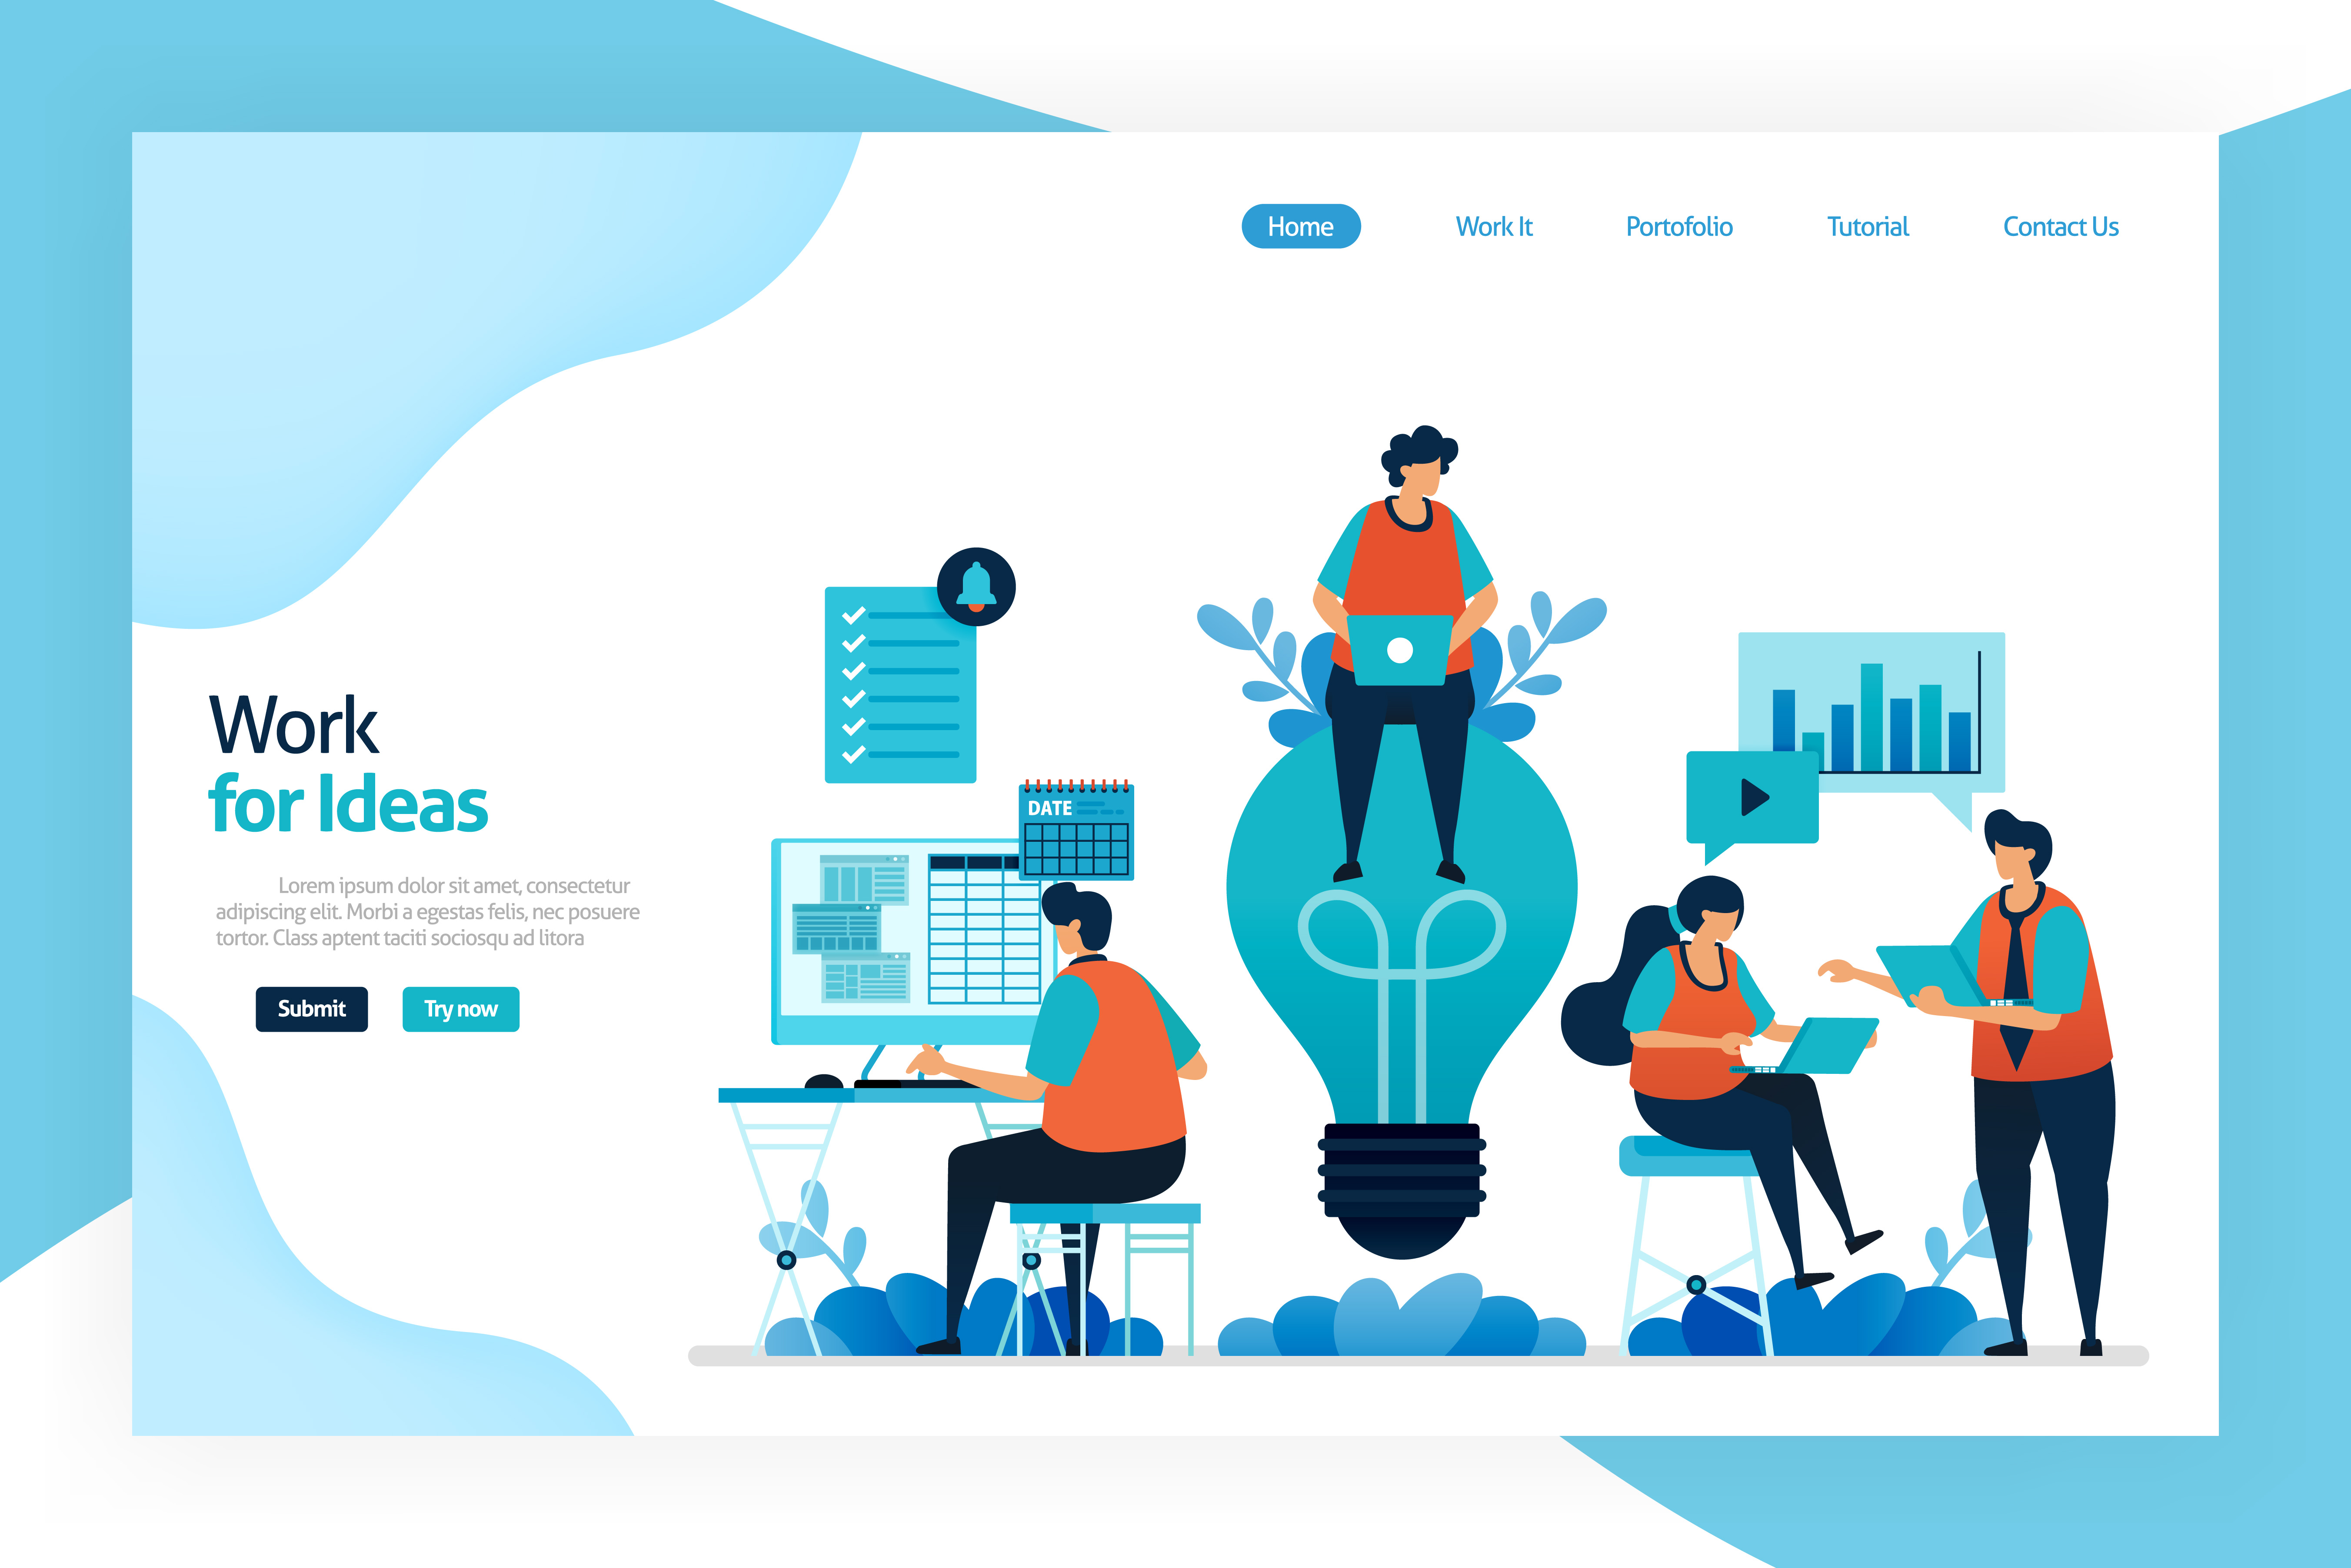 Home Work It Portofolio Tutorial Contact Us
Work
for Ideas
Lorem ipsum dolor sit amet, consectetur
adipiscing elit. Morbi a egestas felis, nec posuere
tortor. Class aptent taciti sociosqu ad litora
Submit Try now
DATE